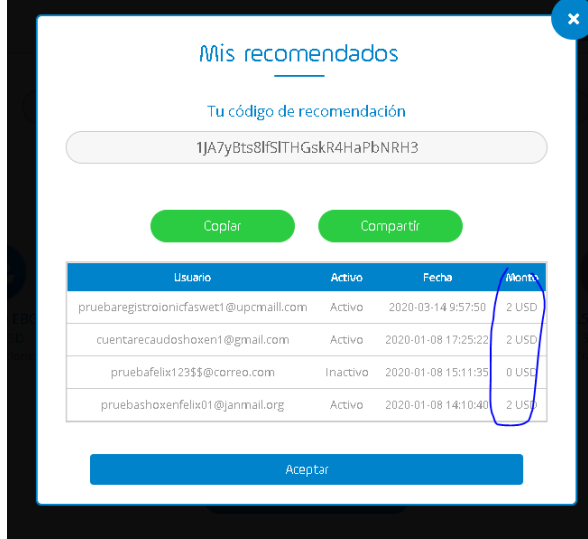 Mis recomendados
Tu código de recomendación
1JA7yBts8lfSlTHGskR4HaPbNRH3
Copiar Compartir
Usuario Activo Fecha Monto
pruebaregistroionicfaswet1@upcmaill.com Activo 2020-03-14 9:57:50 2 USD
cuentarecaudoshoxen1@gmail.com Activo 2020-01-08 17:25:22 2 USD
pruebafelix123$$@correo.com Inactivo 2020-01-08 15:11:35 0 USD
pruebashoxenfelix01@janmail.org Activo 2020-01-08 14:10:40 2 USD
Aceptar